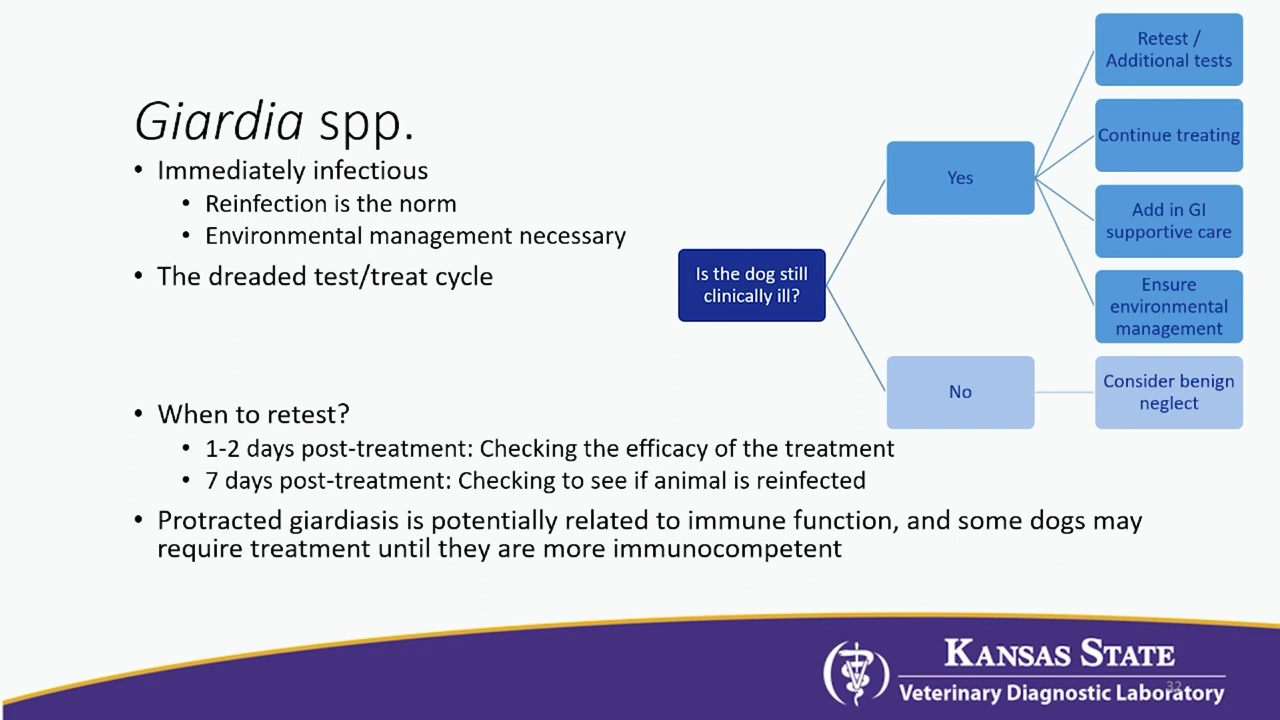 Giardia spp.
• Immediately infectious
• Reinfection is the norm
• Environmental management necessary
• The dreaded test/treat cycle
Is the dog still
clinically ill?
Yes
Retest /
Additional tests
Continue treating
Add in GI
supportive care
Ensure
environmental
management
No
Consider benign
neglect
• When to retest?
• 1-2 days post-treatment: Checking the efficacy of the treatment
• 7 days post-treatment: Checking to see if animal is reinfected
• Protracted giardiasis is potentially related to immune function, and some dogs may
require treatment until they are more immunocompetent
KANSAS STATE
Veterinary Diagnostic Laboratory
32